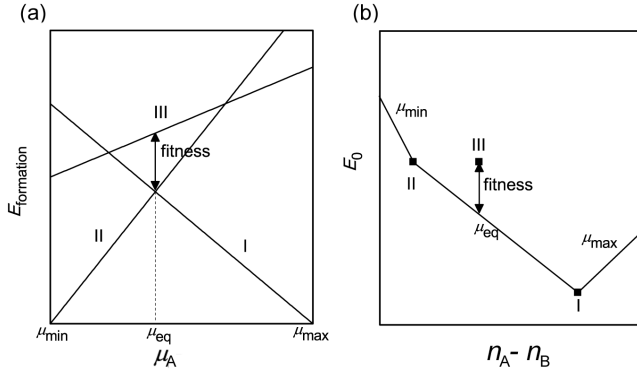 (a)
(b)
III
fitness
II
I
E_formation
μ_min
μ_eq
μ_max
μ_A
μ_min
III
II
fitness
μ_eq
μ_max
I
E_0
n_A - n_B